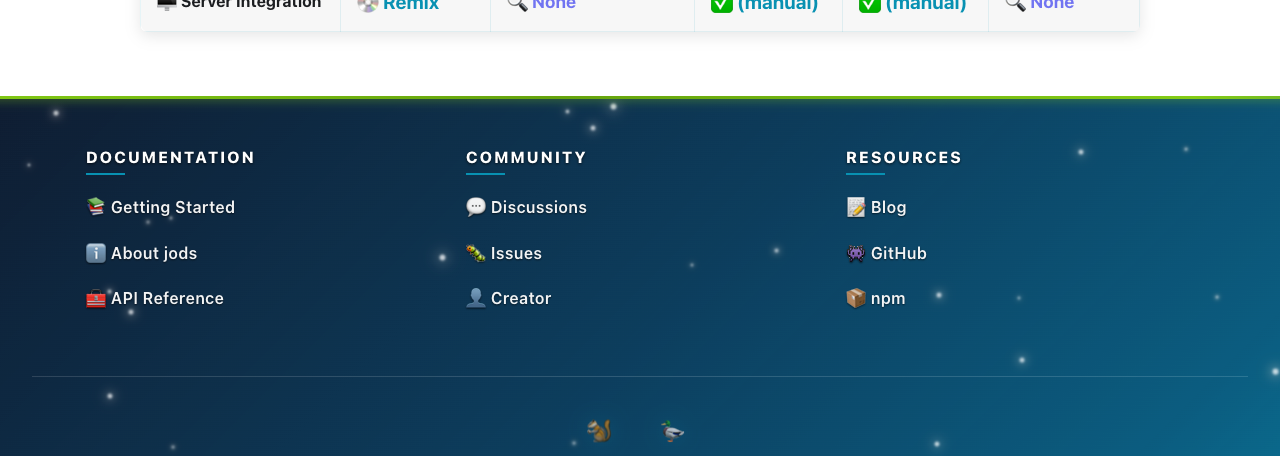 Server Integration Remix None (manual) (manual) None
DOCUMENTATION
Getting Started
About jods
API Reference
COMMUNITY
Discussions
Issues
Creator
RESOURCES
Blog
GitHub
npm